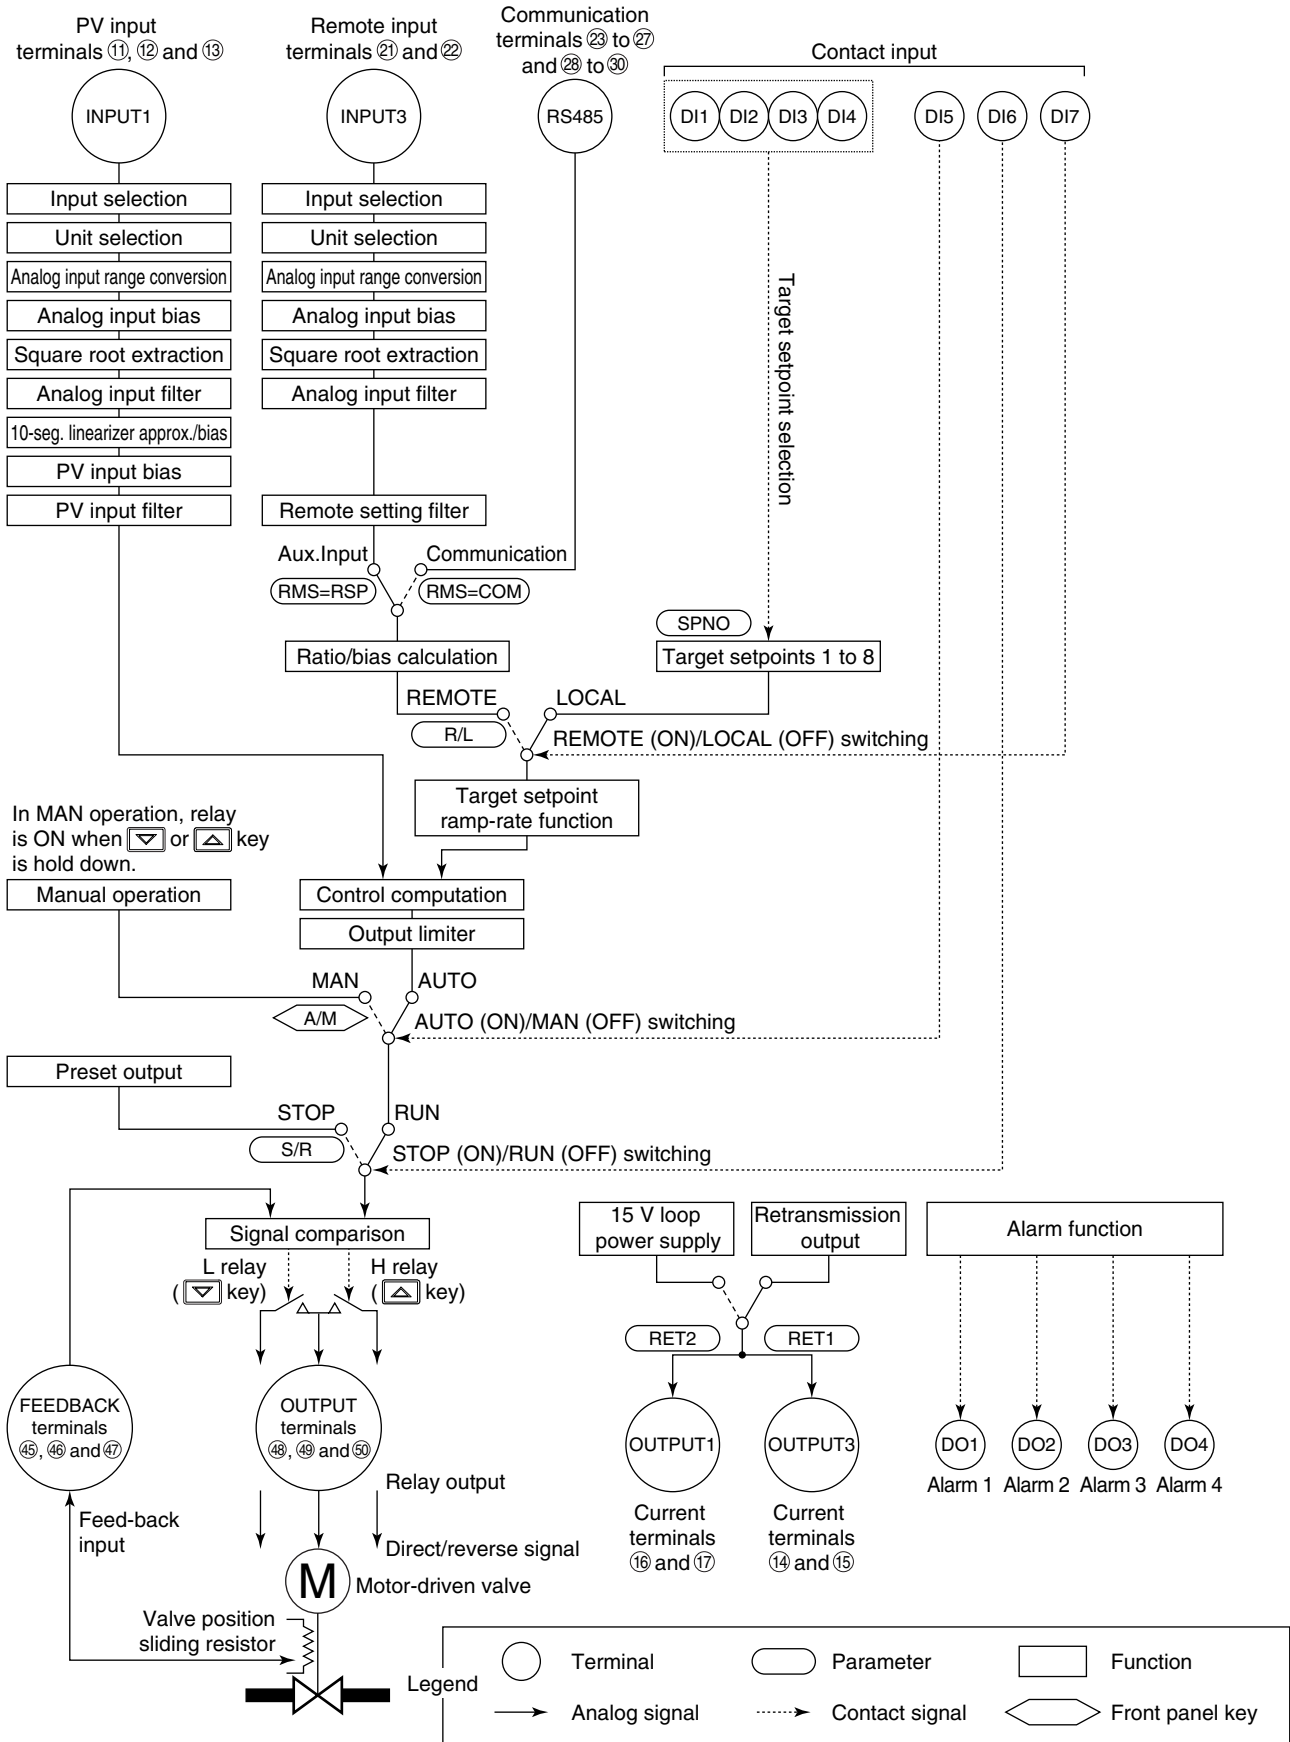 PV input
terminals ⑪, ⑫ and ⑬
Remote input
terminals ㉑ and ㉒
Communication
terminals ㉓ to ㉗
and ㉘ to ㉚
Contact input
INPUT1
INPUT3
RS485
DI1
DI2
DI3
DI4
DI5
DI6
DI7
Input selection
Unit selection
Analog input range conversion
Analog input bias
Square root extraction
Analog input filter
10-seg. linearizer approx./bias
PV input bias
PV input filter
Input selection
Unit selection
Analog input range conversion
Analog input bias
Square root extraction
Analog input filter
Remote setting filter
Target setpoint selection
Aux.Input
Communication
RMS=RSP
RMS=COM
SPNO
Ratio/bias calculation
Target setpoints 1 to 8
REMOTE
LOCAL
R/L
REMOTE (ON)/LOCAL (OFF) switching
Target setpoint
ramp-rate function
In MAN operation, relay
is ON when ▽ or △ key
is hold down.
Manual operation
Control computation
Output limiter
MAN
AUTO
A/M
AUTO (ON)/MAN (OFF) switching
Preset output
STOP
RUN
S/R
STOP (ON)/RUN (OFF) switching
Signal comparison
L relay
( ▽ key)
H relay
( △ key)
15 V loop
power supply
Retransmission
output
Alarm function
RET2
RET1
FEEDBACK
terminals
㊺, ㊻ and ㊼
OUTPUT
terminals
㊽, ㊾ and ㊿
OUTPUT1
OUTPUT3
DO1
DO2
DO3
DO4
Alarm 1
Alarm 2
Alarm 3
Alarm 4
Relay output
Current
terminals
⑯ and ⑰
Current
terminals
⑭ and ⑮
Feed-back
input
Direct/reverse signal
M
Motor-driven valve
Valve position
sliding resistor
Legend
Terminal
Parameter
Function
Analog signal
Contact signal
Front panel key